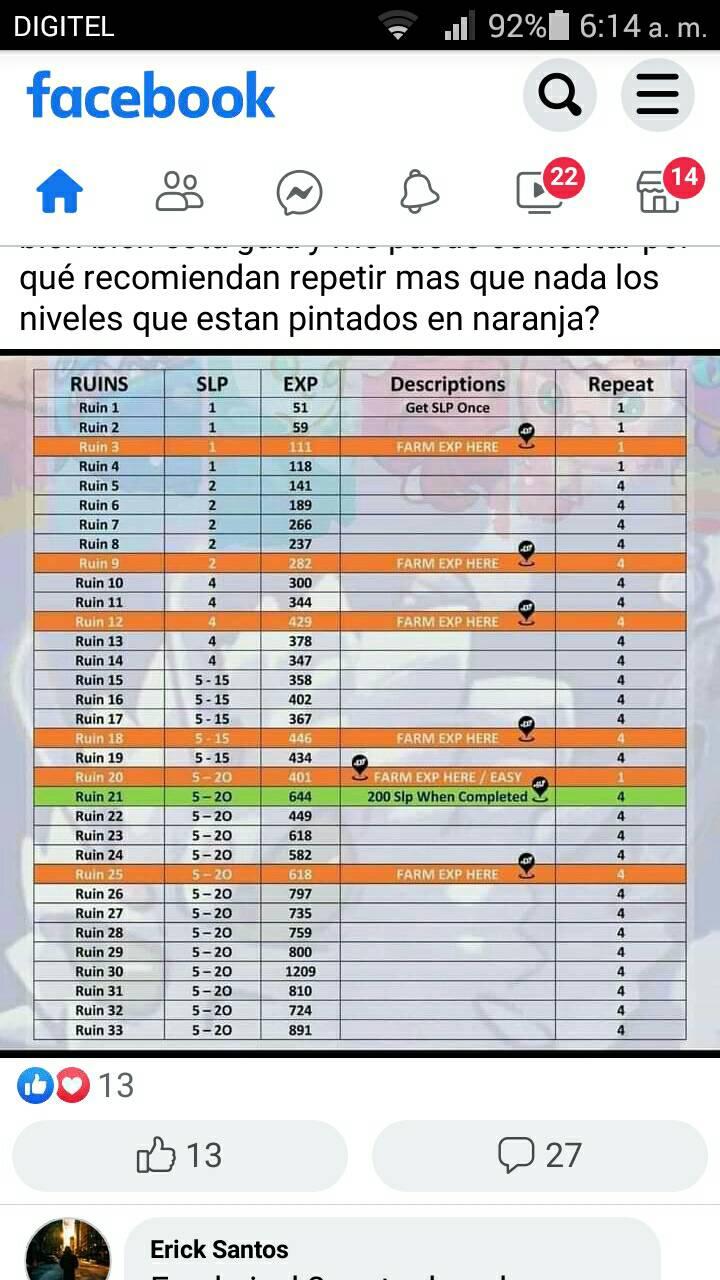 DIGITEL 92% 6:14 a. m.
facebook
22 14
qué recomiendan repetir mas que nada los
niveles que estan pintados en naranja?
RUINS SLP EXP Descriptions Repeat
Ruin 1 1 51 Get SLP Once 1
Ruin 2 1 59 1
Ruin 3 1 111 FARM EXP HERE 1
Ruin 4 1 118 1
Ruin 5 2 141 4
Ruin 6 2 189 4
Ruin 7 2 266 4
Ruin 8 2 237 4
Ruin 9 2 282 FARM EXP HERE 4
Ruin 10 4 300 4
Ruin 11 4 344 4
Ruin 12 4 429 FARM EXP HERE 4
Ruin 13 4 378 4
Ruin 14 4 347 4
Ruin 15 5 - 15 358 4
Ruin 16 5 - 15 402 4
Ruin 17 5 - 15 367 4
Ruin 18 5 - 15 446 FARM EXP HERE 4
Ruin 19 5 - 15 434 4
Ruin 20 5 – 20 401 FARM EXP HERE / EASY 1
Ruin 21 5 – 20 644 200 Slp When Completed 4
Ruin 22 5 – 20 449 4
Ruin 23 5 – 20 618 4
Ruin 24 5 – 20 582 4
Ruin 25 5 – 20 618 FARM EXP HERE 4
Ruin 26 5 – 20 797 4
Ruin 27 5 – 20 735 4
Ruin 28 5 – 20 759 4
Ruin 29 5 – 20 800 4
Ruin 30 5 – 20 1209 4
Ruin 31 5 – 20 810 4
Ruin 32 5 – 20 724 4
Ruin 33 5 – 20 891 4
13
13 27
Erick Santos